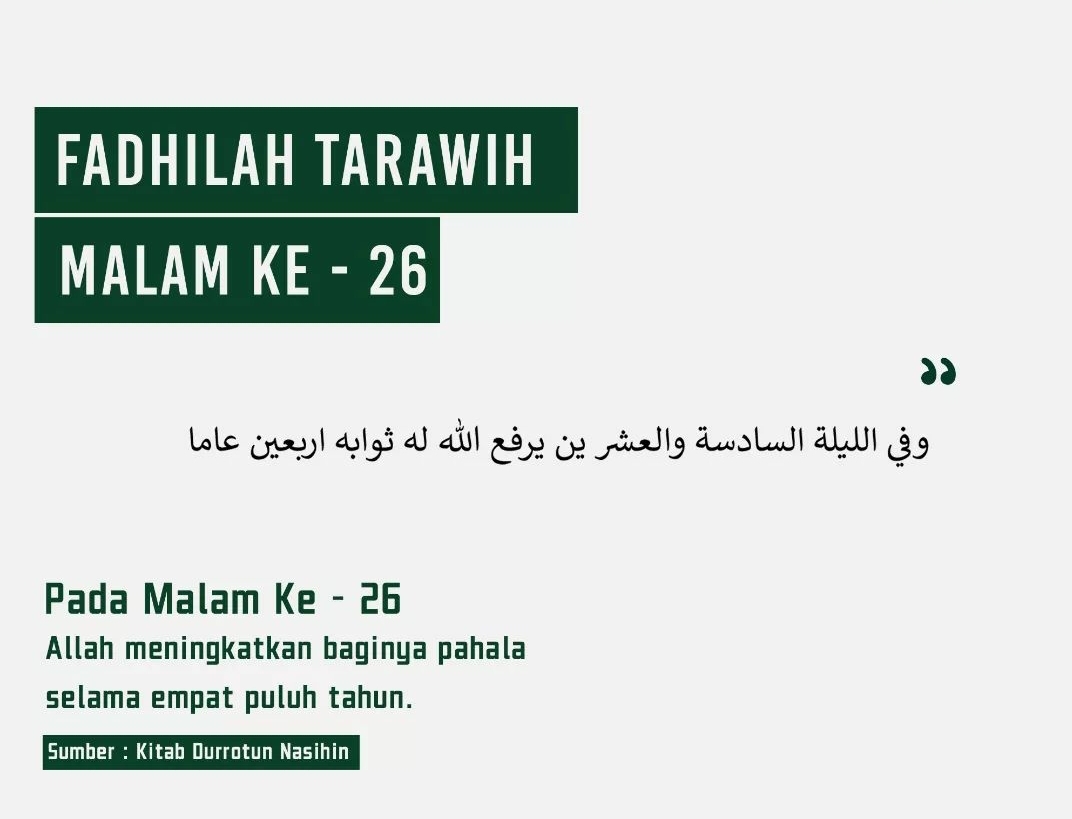 FADHILAH TARAWIH
MALAM KE - 26
”
وفي الليلة السادسة والعشر ين يرفع الله له ثوابه اربعين عاما
Pada Malam Ke - 26
Allah meningkatkan baginya pahala
selama empat puluh tahun.
Sumber : Kitab Durrotun Nasihin